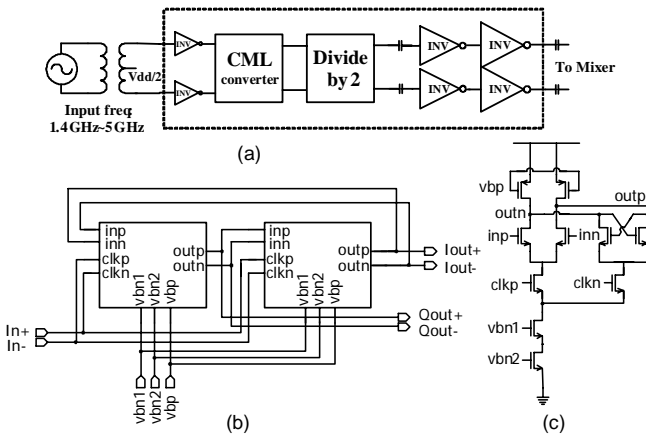 INV
INV
Vdd/2
CML
converter
Divide
by 2
INV
INV
INV
INV
To Mixer
Input freq:
1.4GHz~5GHz
(a)
inp
inn
clkp
clkn
outp
outn
vbn1
vbn2
vbp
inp
inn
clkp
clkn
outp
outn
vbn1
vbn2
vbp
Iout+
Iout-
Qout+
Qout-
In+
In-
vbn1
vbn2
vbp
(b)
vbp
outp
outn
inp
inn
clkp
clkn
vbn1
vbn2
(c)